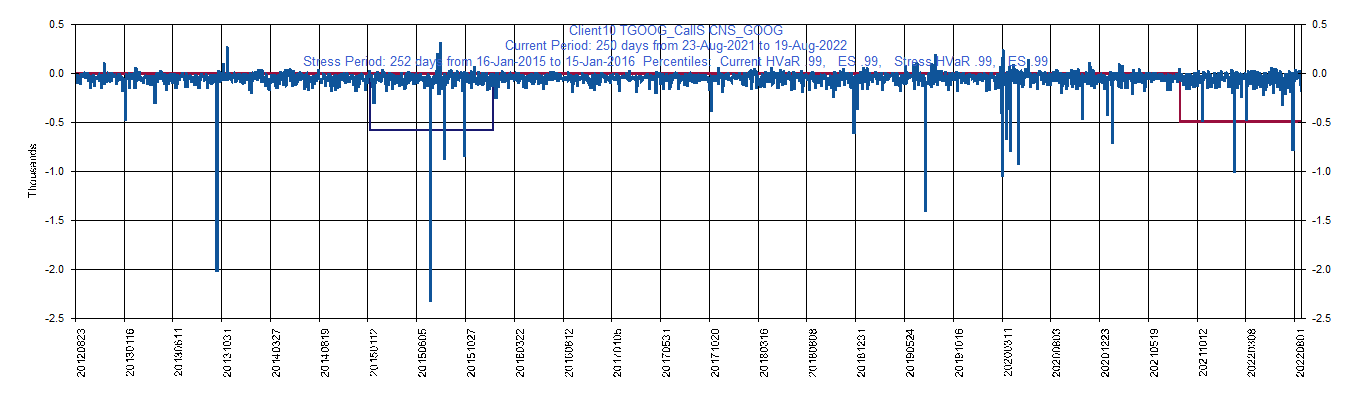 Client10 TGOOG_CallS CNS_GOOG
Current Period: 250 days from 23-Aug-2021 to 19-Aug-2022
Stress Period: 252 days from 16-Jan-2015 to 15-Jan-2016 Percentiles: Current HVaR .99, ES .99, Stress HVaR .99, ES .99
0.5 0.5
0.0 0.0
-0.5 -0.5
-1.0 -1.0
-1.5 -1.5
-2.0 -2.0
-2.5 -2.5
Thousands
20120823 20130116 20130611 20131031 20140327 20140819 20150112 20150605 20151027 20160322 20160812 20170105 20170531 20171020 20180316 20180808 20181231 20190524 20191016 20200311 20200803 20201223 20210519 20211012 20220308 20220801